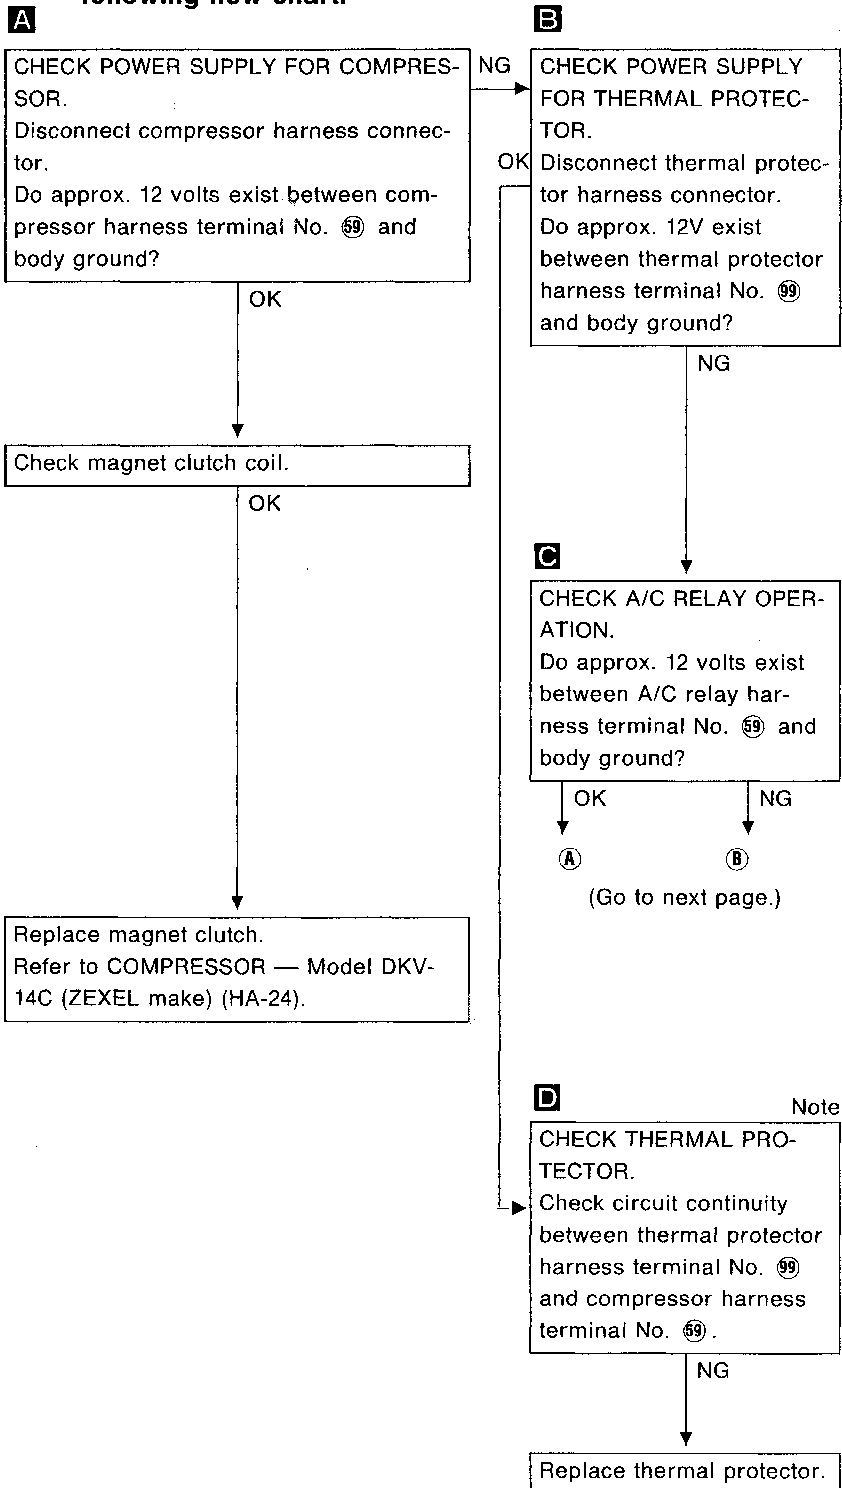 following flow chart.
A
CHECK POWER SUPPLY FOR COMPRES-
SOR.
Disconnect compressor harness connec-
tor.
Do approx. 12 volts exist between com-
pressor harness terminal No. 59 and
body ground?
OK
Check magnet clutch coil.
OK
Replace magnet clutch.
Refer to COMPRESSOR — Model DKV-
14C (ZEXEL make) (HA-24).
NG
B
CHECK POWER SUPPLY
FOR THERMAL PROTEC-
TOR.
Disconnect thermal protec-
tor harness connector.
Do approx. 12V exist
between thermal protector
harness terminal No. 99
and body ground?
OK
NG
C
CHECK A/C RELAY OPER-
ATION.
Do approx. 12 volts exist
between A/C relay har-
ness terminal No. 59 and
body ground?
OK
NG
A
B
(Go to next page.)
D
Note
CHECK THERMAL PRO-
TECTOR.
Check circuit continuity
between thermal protector
harness terminal No. 99
and compressor harness
terminal No. 59.
NG
Replace thermal protector.